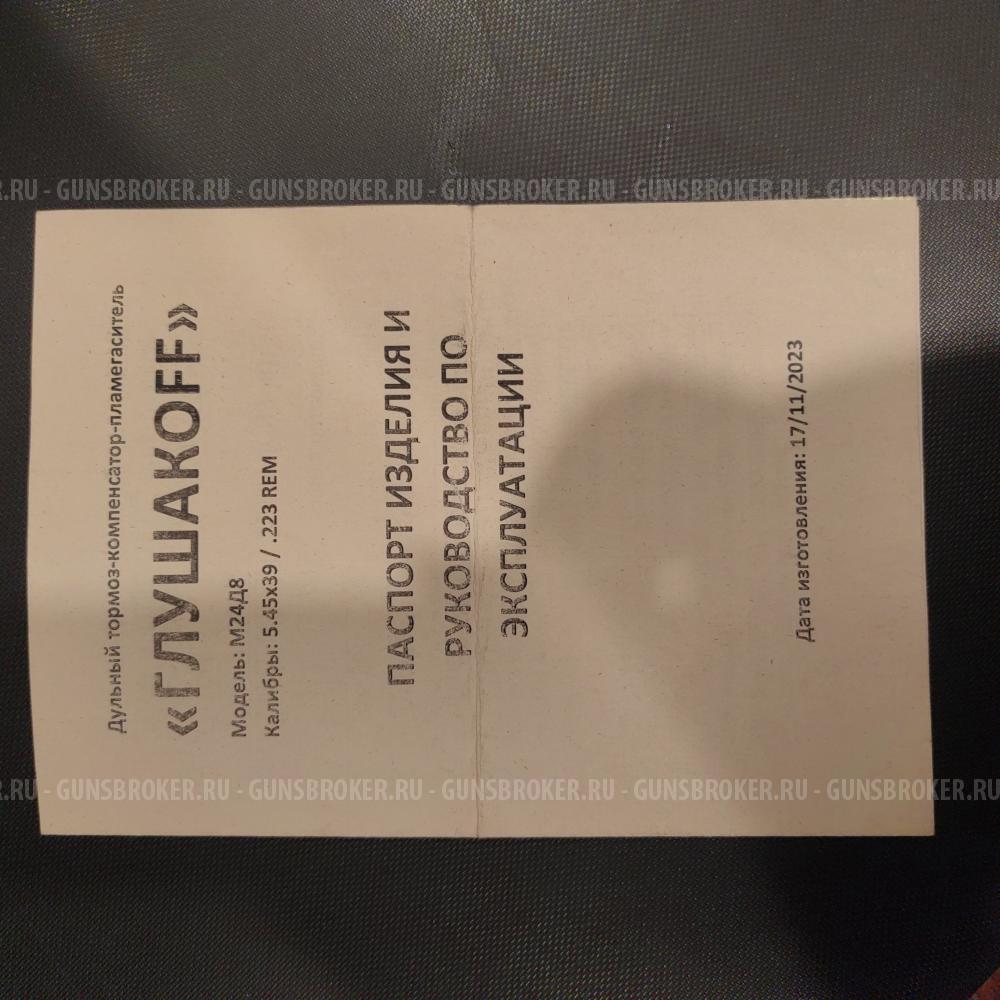 Дульный тормоз-компенсатор-пламегаситель
«ГЛУШАКОFF»
Модель: М24Д8
Калибры: 5.45х39 / .223 REM
ПАСПОРТ ИЗДЕЛИЯ И
РУКОВОДСТВО ПО
ЭКСПЛУАТАЦИИ
Дата изготовления: 17/11/2023
.RU - GUNSBROKER.RU - GUNSBROKER.RU - GUNSBROKER.RU - GUNSBROKER.RU - GUNSBROKER.RU
.RU - GUNSBROKER.RU - GUNSBROKER.RU - GUNSBROKER.RU - GUNSBROKER.RU - GUNSBROKER.RU